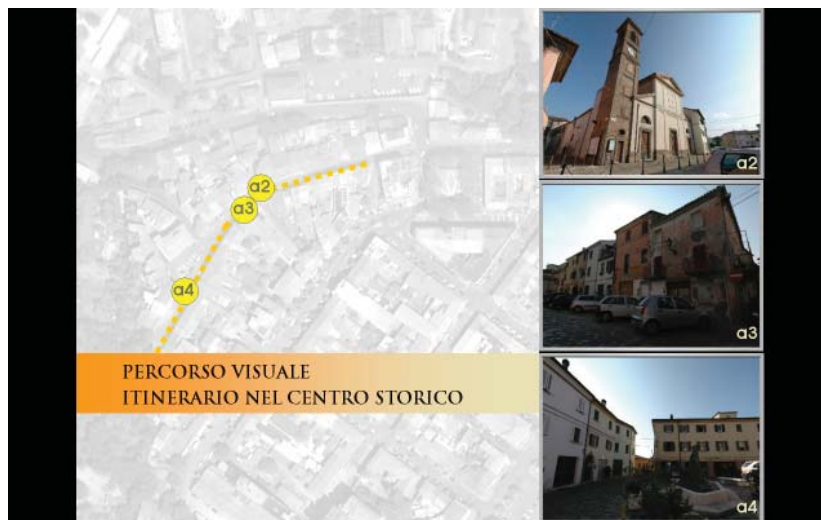 a2
a3
a4
PERCORSO VISUALE
ITINERARIO NEL CENTRO STORICO
a2
a3
a4